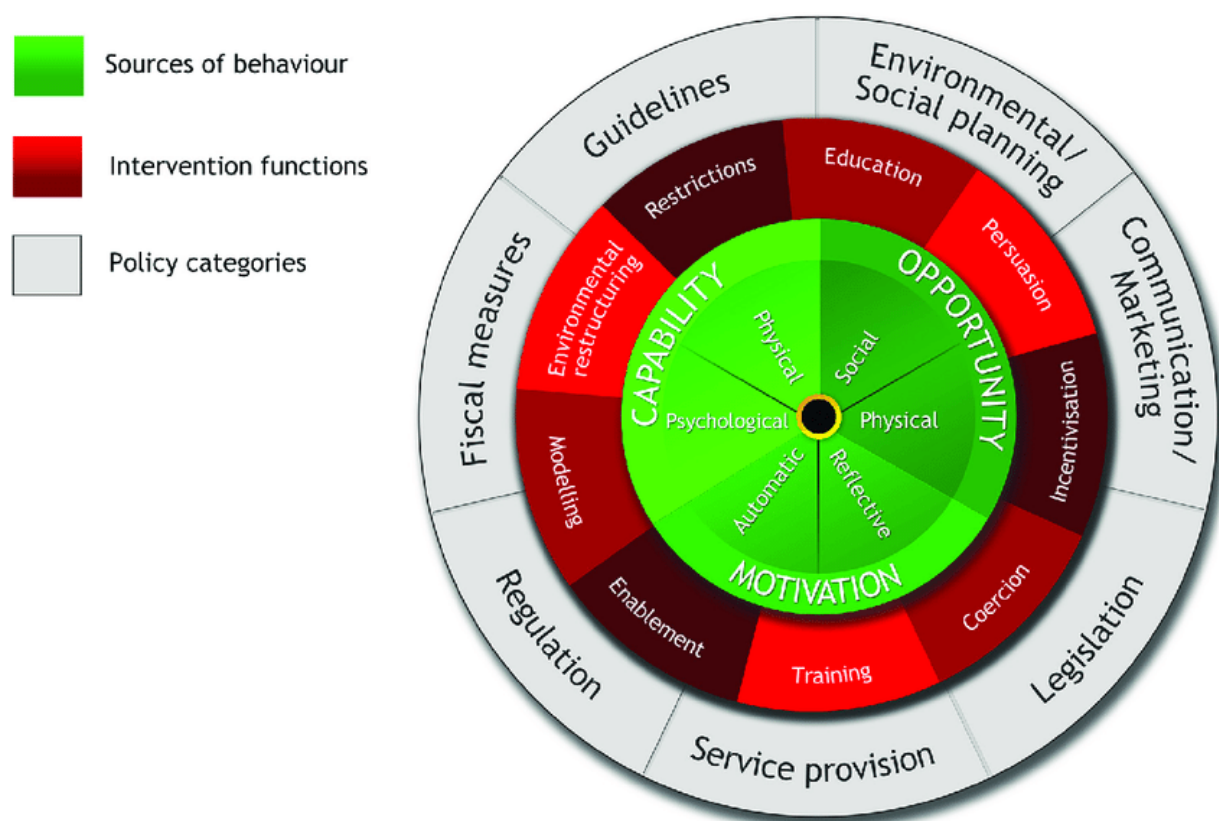 Sources of behaviour
Intervention functions
Policy categories
Guidelines
Environmental/
Social planning
Communication/
Marketing
Legislation
Service provision
Regulation
Fiscal measures
Restrictions
Education
Persuasion
Incentivisation
Coercion
Training
Enablement
Modelling
Environmental
restructuring
CAPABILITY
OPPORTUNITY
MOTIVATION
Physical
Social
Physical
Reflective
Automatic
Psychological